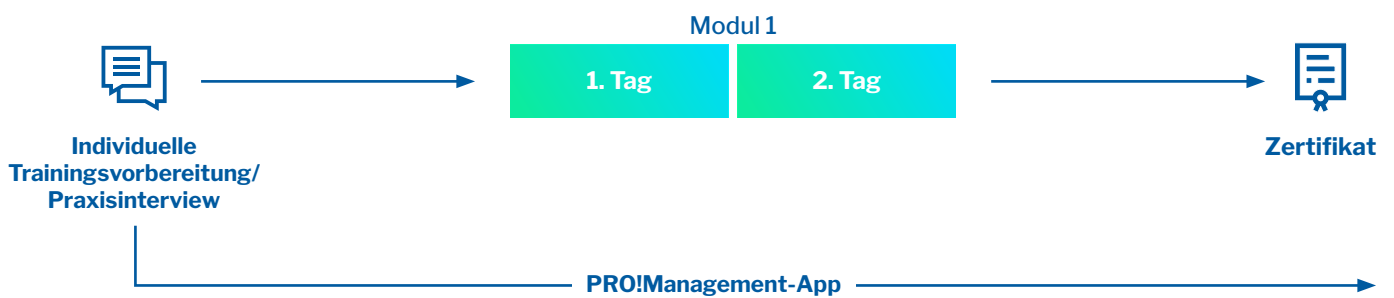 Modul 1
1. Tag
2. Tag
Individuelle
Trainingsvorbereitung/
Praxisinterview
Zertifikat
PRO!Management-App